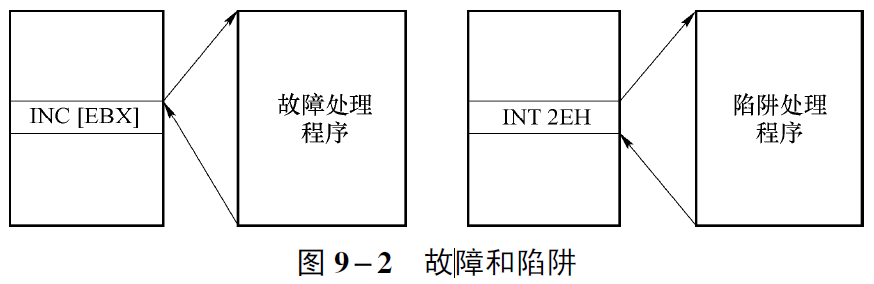 INC [EBX]
故障处理
程序
INT 2EH
陷阱处理
程序
图 9-2 故障和陷阱